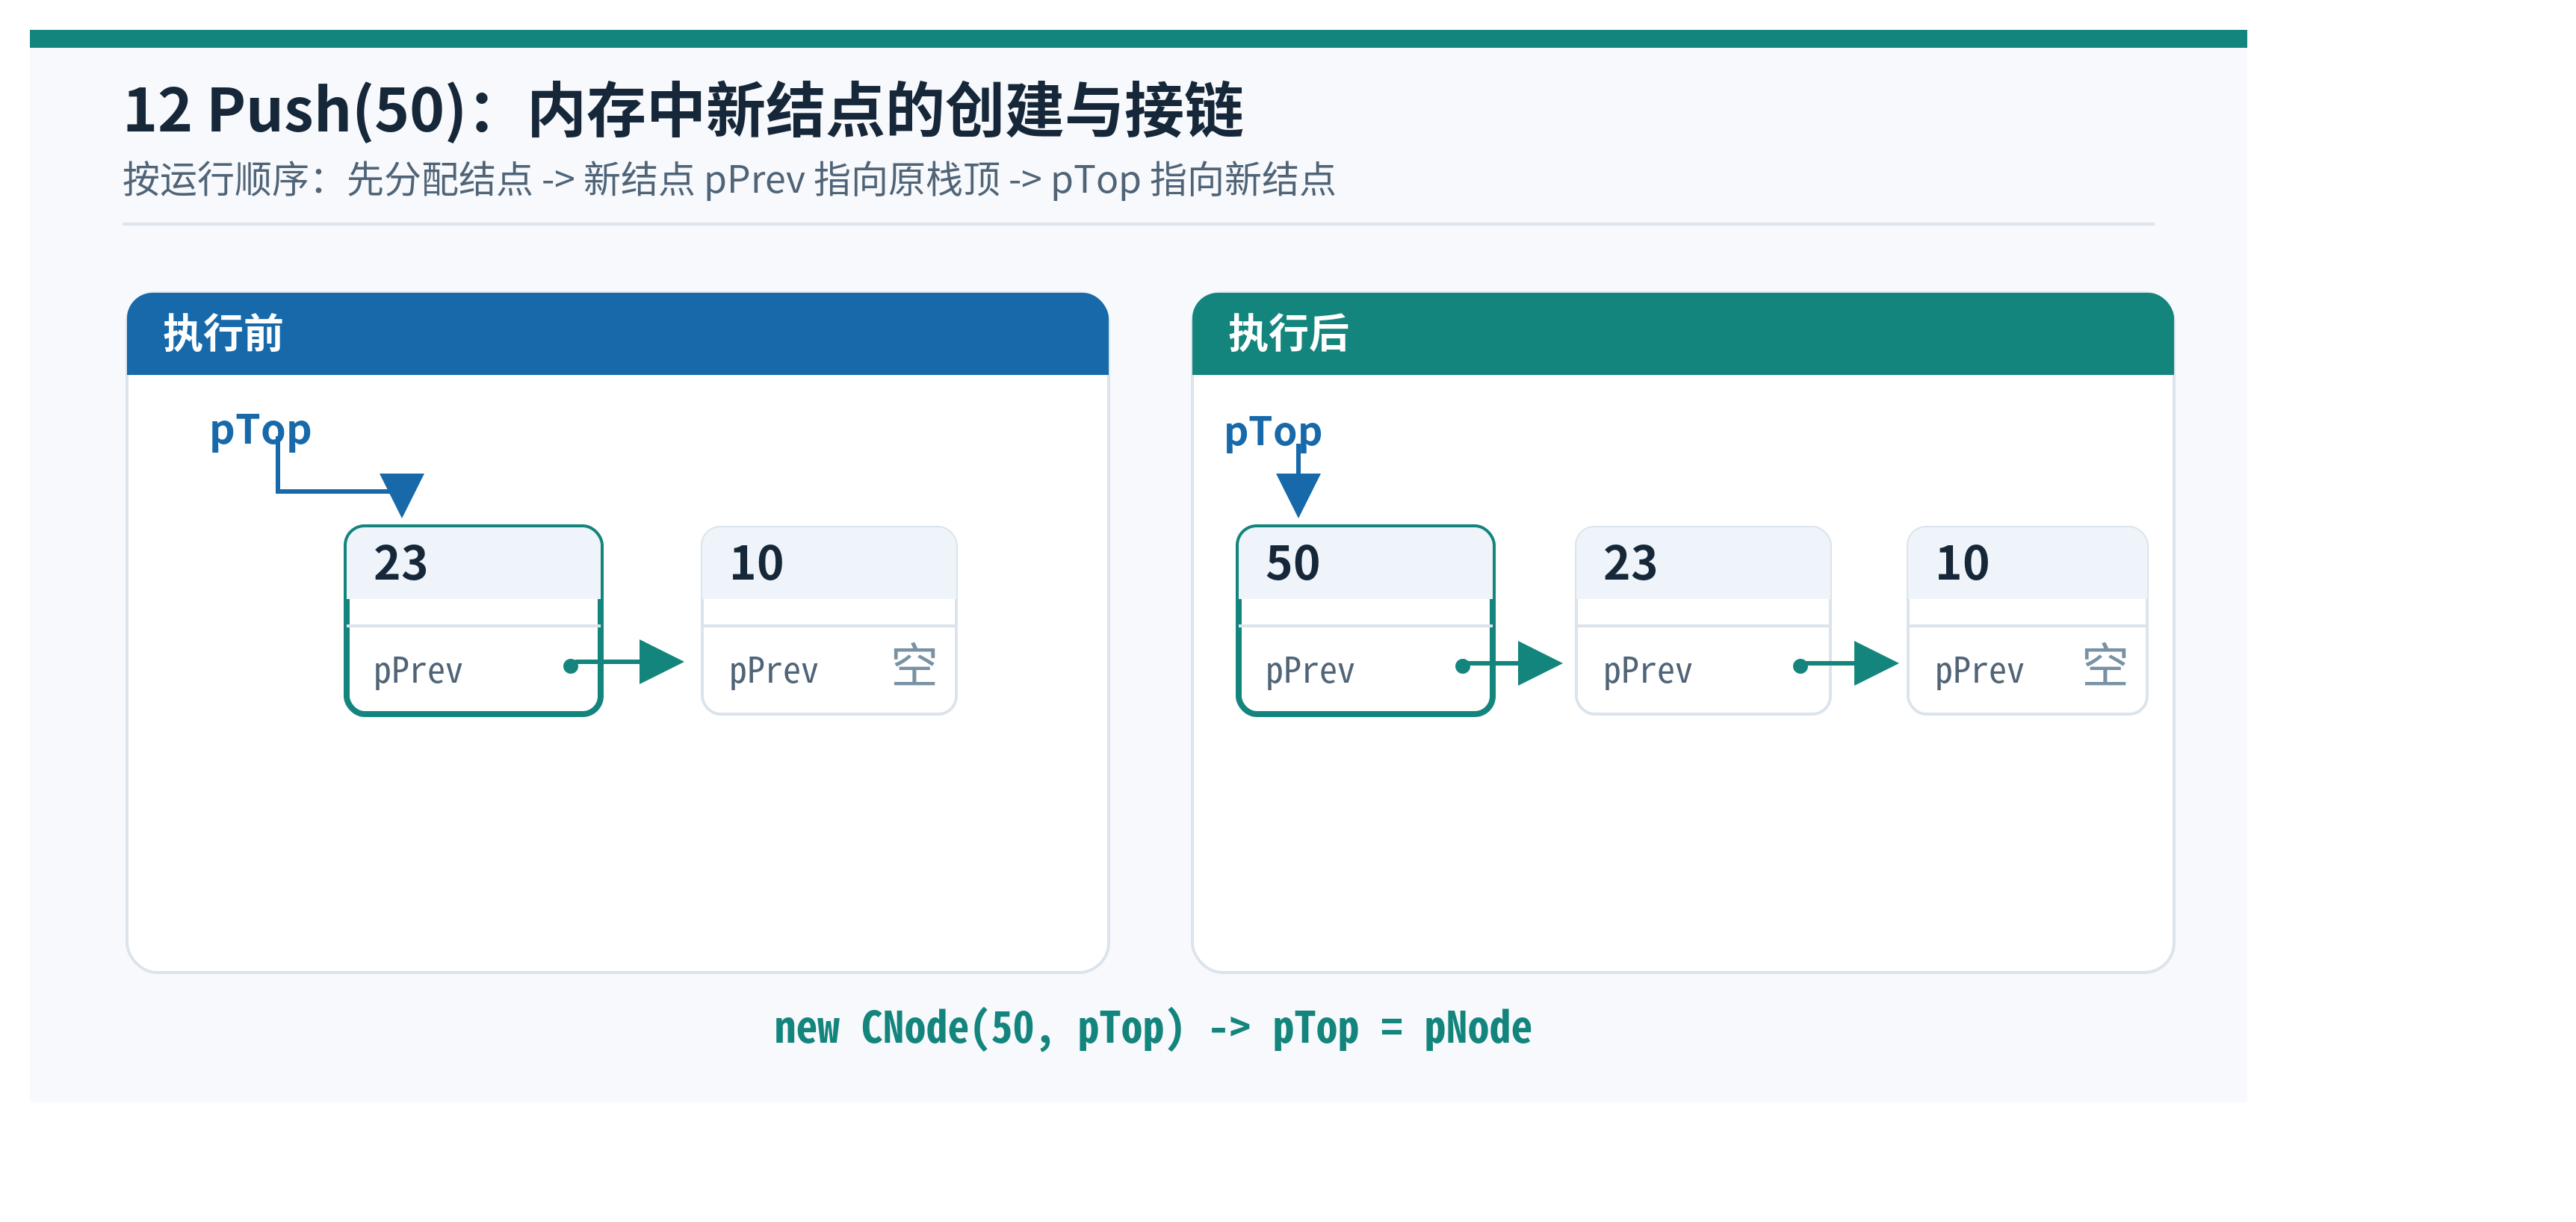 12 Push(50)：内存中新结点的创建与接链
按运行顺序：先分配结点 -> 新结点 pPrev 指向原栈顶 -> pTop 指向新结点
执行前
pTop
23
10
pPrev
pPrev
空
执行后
pTop
50
23
10
pPrev
pPrev
pPrev
空
new CNode(50, pTop) -> pTop = pNode